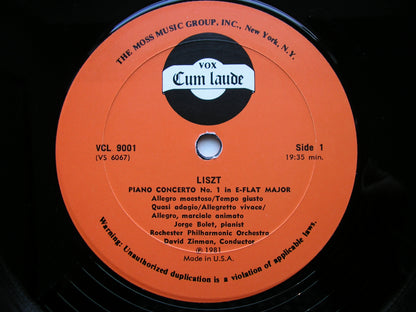 THE MOSS MUSIC GROUP, INC., New York, N.Y.
VOX
Cum laude
VCL 9001
(VS 6067)
Side 1
19:35 min.
LISZT
PIANO CONCERTO No. 1 in E-FLAT MAJOR
Allegro maestoso/Tempo giusto
Quasi adagio/Allegretto vivace/
Allegro, marciale animato
Jorge Bolet, pianist
Rochester Philharmonic Orchestra
David Zinman, Conductor
℗ 1981
Made in U.S.A.
Warning: Unauthorized duplication is a violation of applicable laws.